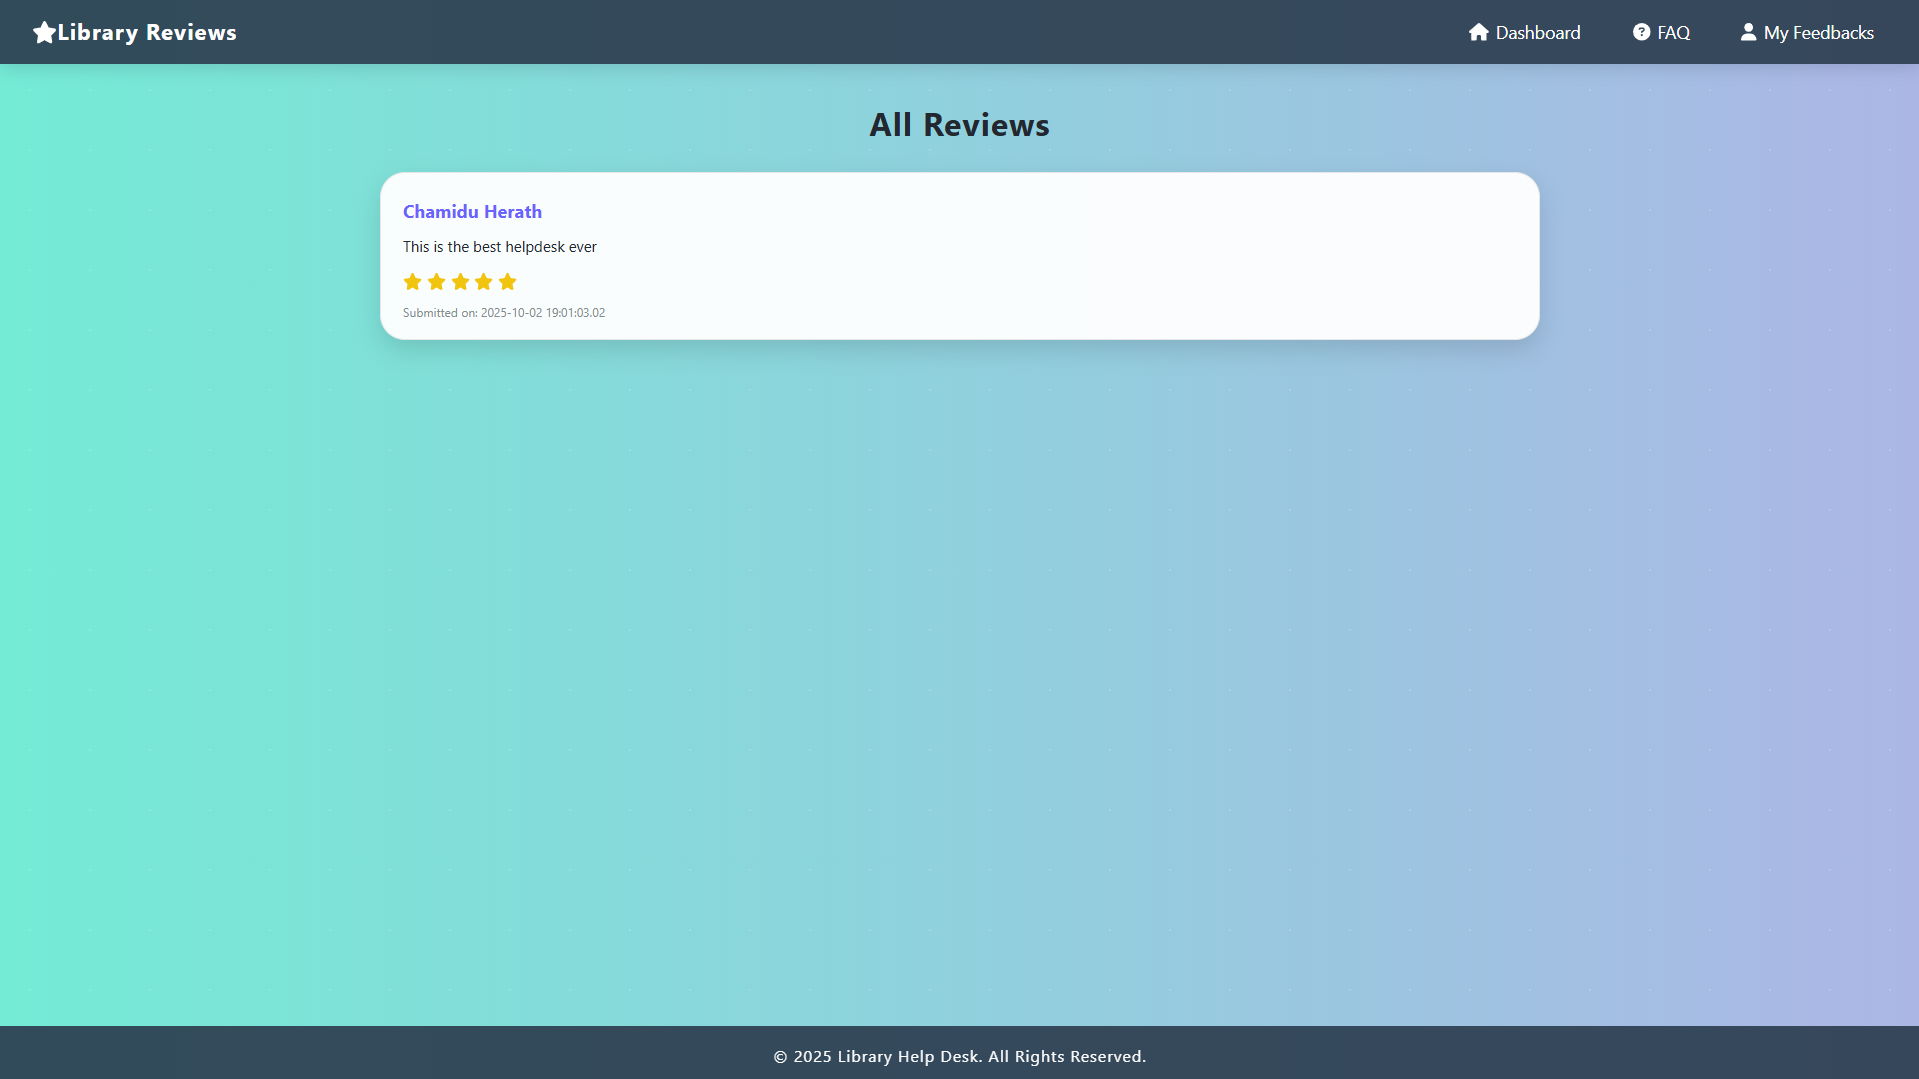 Library Reviews
Dashboard
FAQ
My Feedbacks
All Reviews
Chamidu Herath
This is the best helpdesk ever
Submitted on: 2025-10-02 19:01:03.02
© 2025 Library Help Desk. All Rights Reserved.